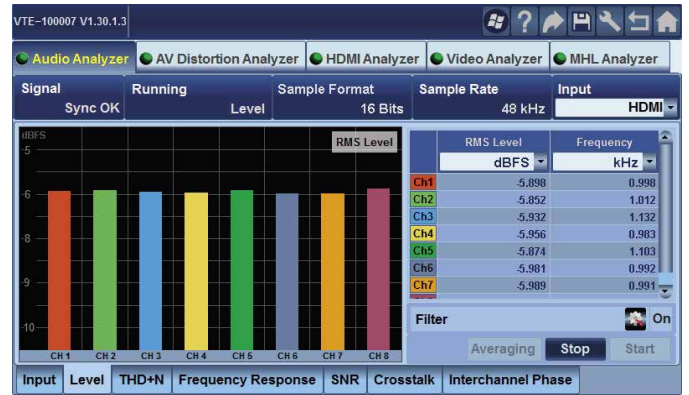 VTE-100007 V1.30.1.3
?
Audio Analyzer AV Distortion Analyzer HDMI Analyzer Video Analyzer MHL Analyzer
Signal Running Sample Format Sample Rate Input
Sync OK Level 16 Bits 48 kHz HDMI
dBFS
RMS Level
-5
-6
-8
-9
-10
CH 1 CH 2 CH 3 CH 4 CH 5 CH 6 CH 7 CH 8
RMS Level Frequency
dBFS kHz
Ch1 -5.898 0.998
Ch2 -5.852 1.012
Ch3 -5.932 1.132
Ch4 -5.956 0.983
Ch5 -5.874 1.103
Ch6 -5.981 0.992
Ch7 -5.989 0.991
Filter On
Averaging Stop Start
Input Level THD+N Frequency Response SNR Crosstalk Interchannel Phase